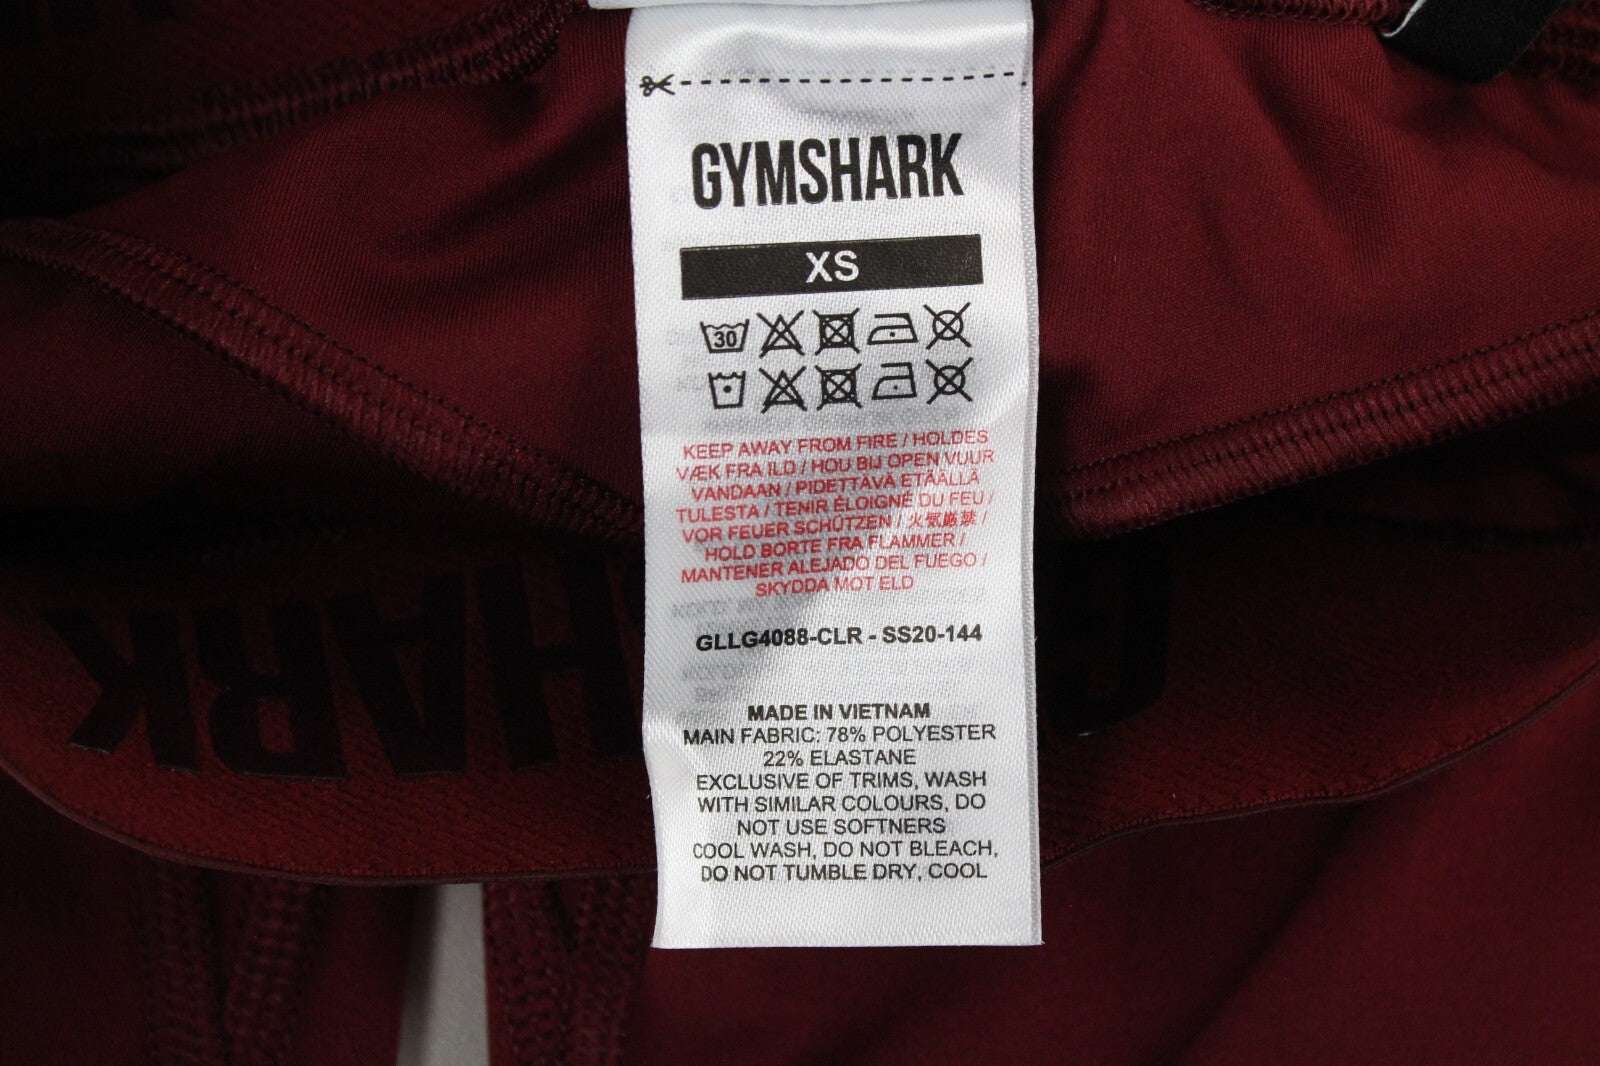 GYMSHARK
XS
30
KEEP AWAY FROM FIRE / HOLDES
VÆK FRA ILD / HOU BIJ OPEN VUUR
VANDAAN / PIDETTÄVÄ ETÄÄLLÄ
TULESTA / TENIR ÉLOIGNÉ DU FEU /
VOR FEUER SCHÜTZEN / 火気厳禁 /
HOLD BORTE FRA FLAMMER /
MANTENER ALEJADO DEL FUEGO /
SKYDDA MOT ELD
GLLG4088-CLR - SS20-144
MADE IN VIETNAM
MAIN FABRIC: 78% POLYESTER
22% ELASTANE
EXCLUSIVE OF TRIMS, WASH
WITH SIMILAR COLOURS, DO
NOT USE SOFTNERS
COOL WASH, DO NOT BLEACH,
DO NOT TUMBLE DRY, COOL